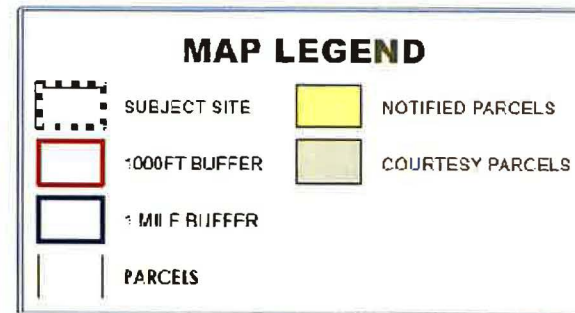 MAP LEGEND
SUBJECT SITE
NOTIFIED PARCELS
1000FT BUFFER
COURTESY PARCELS
1 MILE BUFFER
PARCELS